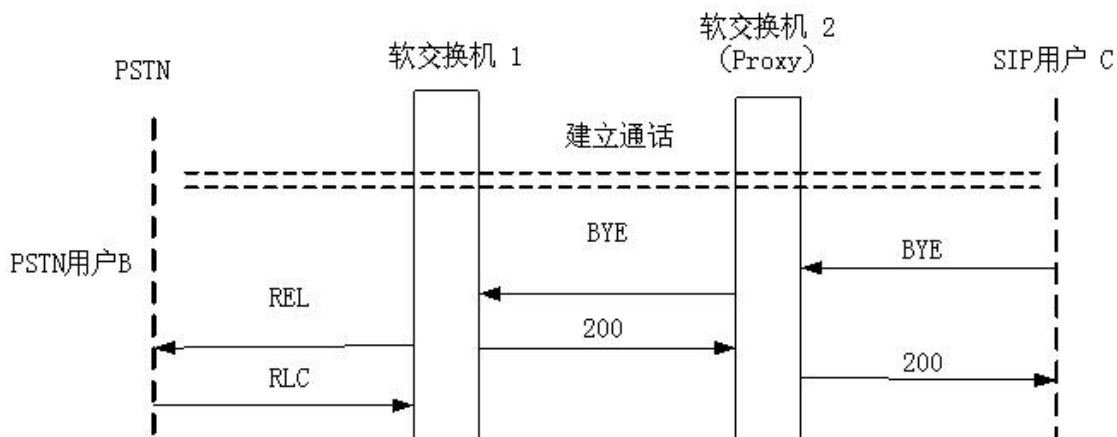 PSTN
软交换机 1
软交换机 2
(Proxy)
SIP用户 C
建立通话
PSTN用户B
BYE
BYE
REL
200
200
RLC